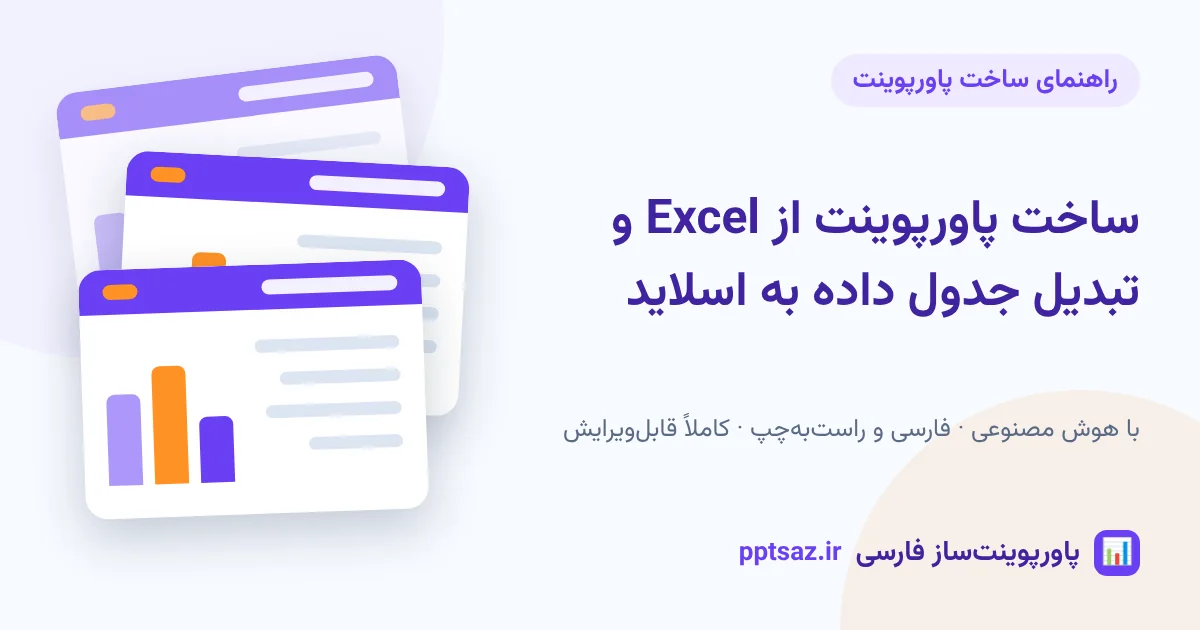 راهنمای ساخت پاورپوینت
ساخت پاورپوینت از Excel و
تبدیل جدول داده به اسلاید
با هوش مصنوعی · فارسی و راست‌به‌چپ · کاملاً قابل‌ویرایش
پاورپوینت‌ساز فارسی pptsaz.ir